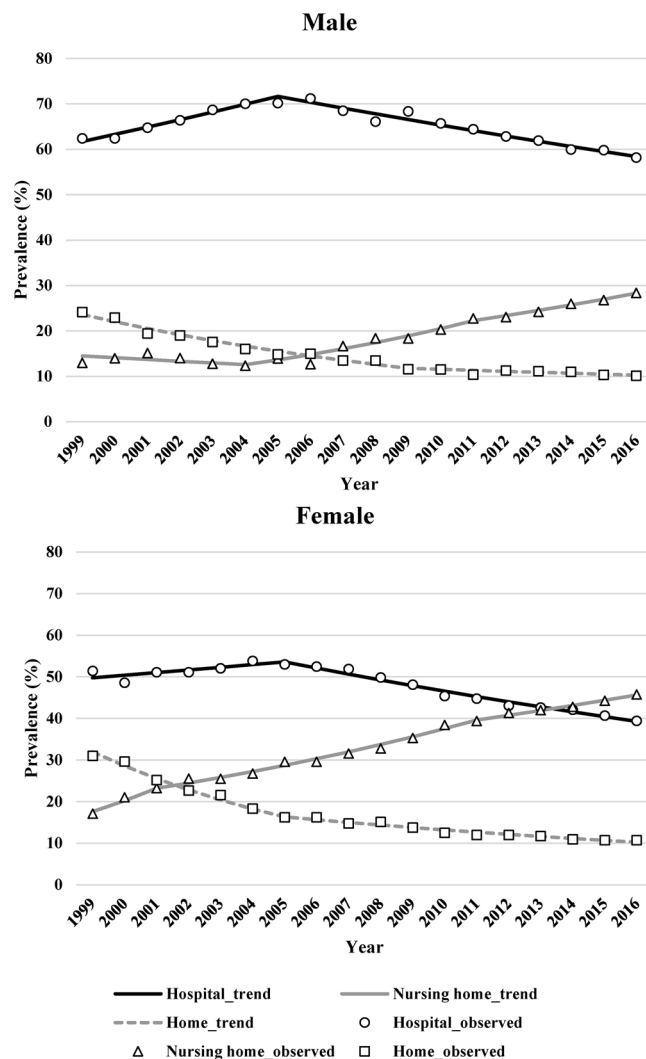 Male
80
70
60
50
40
30
20
10
0
Prevalence (%)
1999 2000 2001 2002 2003 2004 2005 2006 2007 2008 2009 2010 2011 2012 2013 2014 2015 2016
Year
Female
80
70
60
50
40
30
20
10
0
Prevalence (%)
1999 2000 2001 2002 2003 2004 2005 2006 2007 2008 2009 2010 2011 2012 2013 2014 2015 2016
Year
Hospital_trend Nursing home_trend
Home_trend Hospital_observed
Nursing home_observed Home_observed